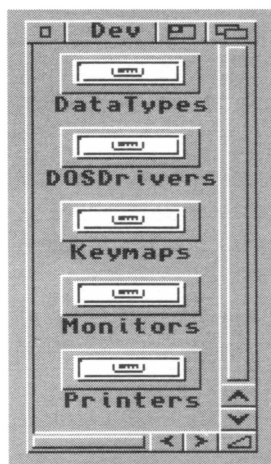 Dev
DataTypes
DOSDrivers
Keymaps
Monitors
Printers